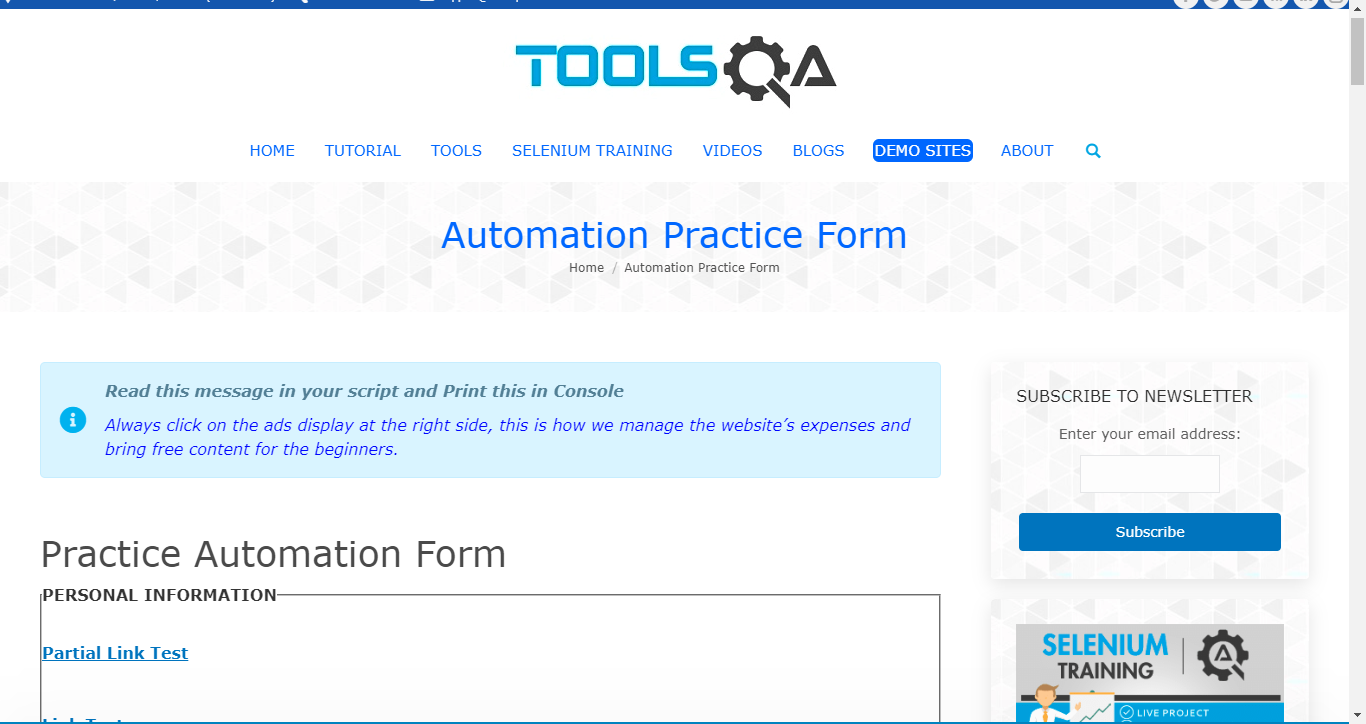 TOOLSQA
HOME TUTORIAL TOOLS SELENIUM TRAINING VIDEOS BLOGS DEMO SITES ABOUT
Automation Practice Form
Home / Automation Practice Form
Read this message in your script and Print this in Console
Always click on the ads display at the right side, this is how we manage the website’s expenses and
bring free content for the beginners.
Practice Automation Form
PERSONAL INFORMATION
Partial Link Test
SUBSCRIBE TO NEWSLETTER
Enter your email address:
Subscribe
SELENIUM
TRAINING
LIVE PROJECT